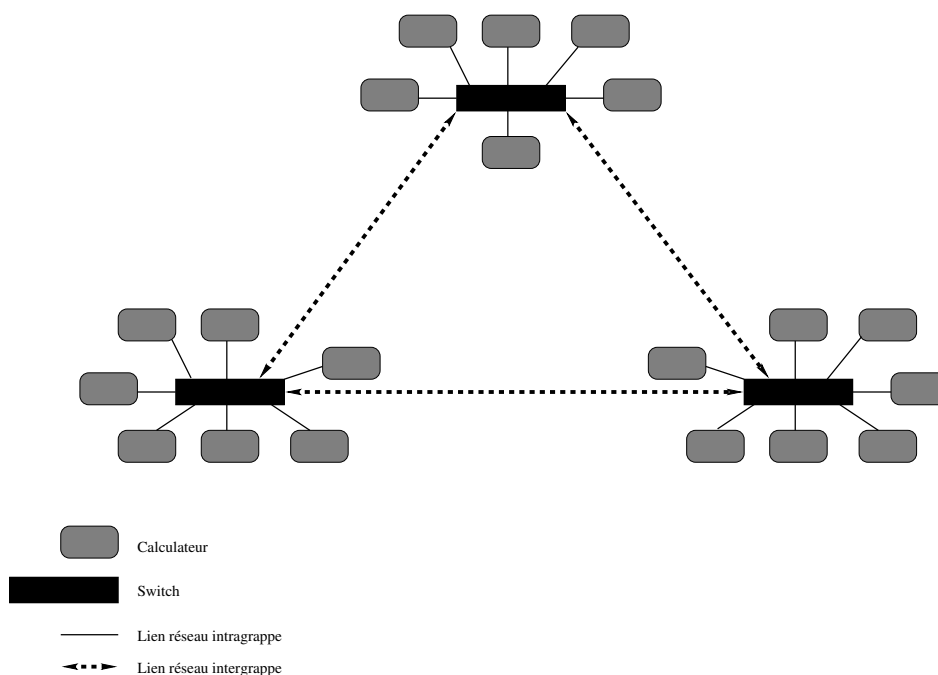 Calculateur
Switch
Lien réseau intragrappe
Lien réseau intergrappe